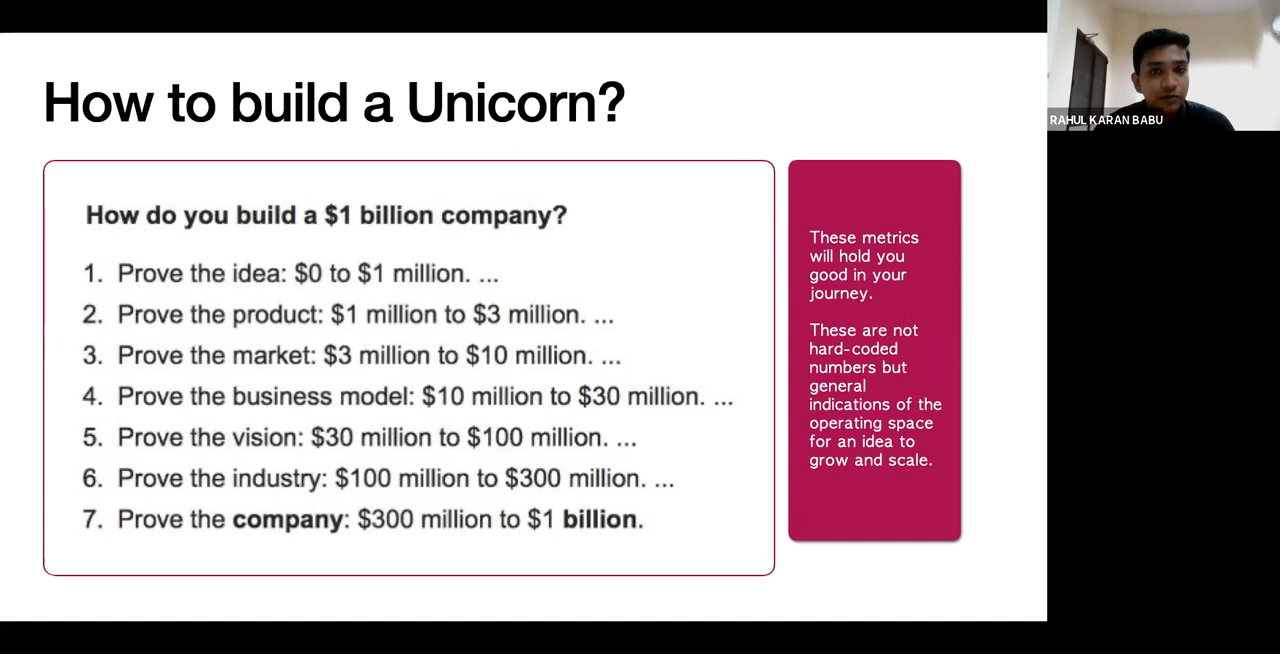 How to build a Unicorn?
How do you build a $1 billion company?
1. Prove the idea: $0 to $1 million. ...
2. Prove the product: $1 million to $3 million. ...
3. Prove the market: $3 million to $10 million. ...
4. Prove the business model: $10 million to $30 million. ...
5. Prove the vision: $30 million to $100 million. ...
6. Prove the industry: $100 million to $300 million. ...
7. Prove the company: $300 million to $1 billion.
These metrics
will hold you
good in your
journey.
These are not
hard-coded
numbers but
general
indications of the
operating space
for an idea to
grow and scale.
RAHUL KARAN BABU